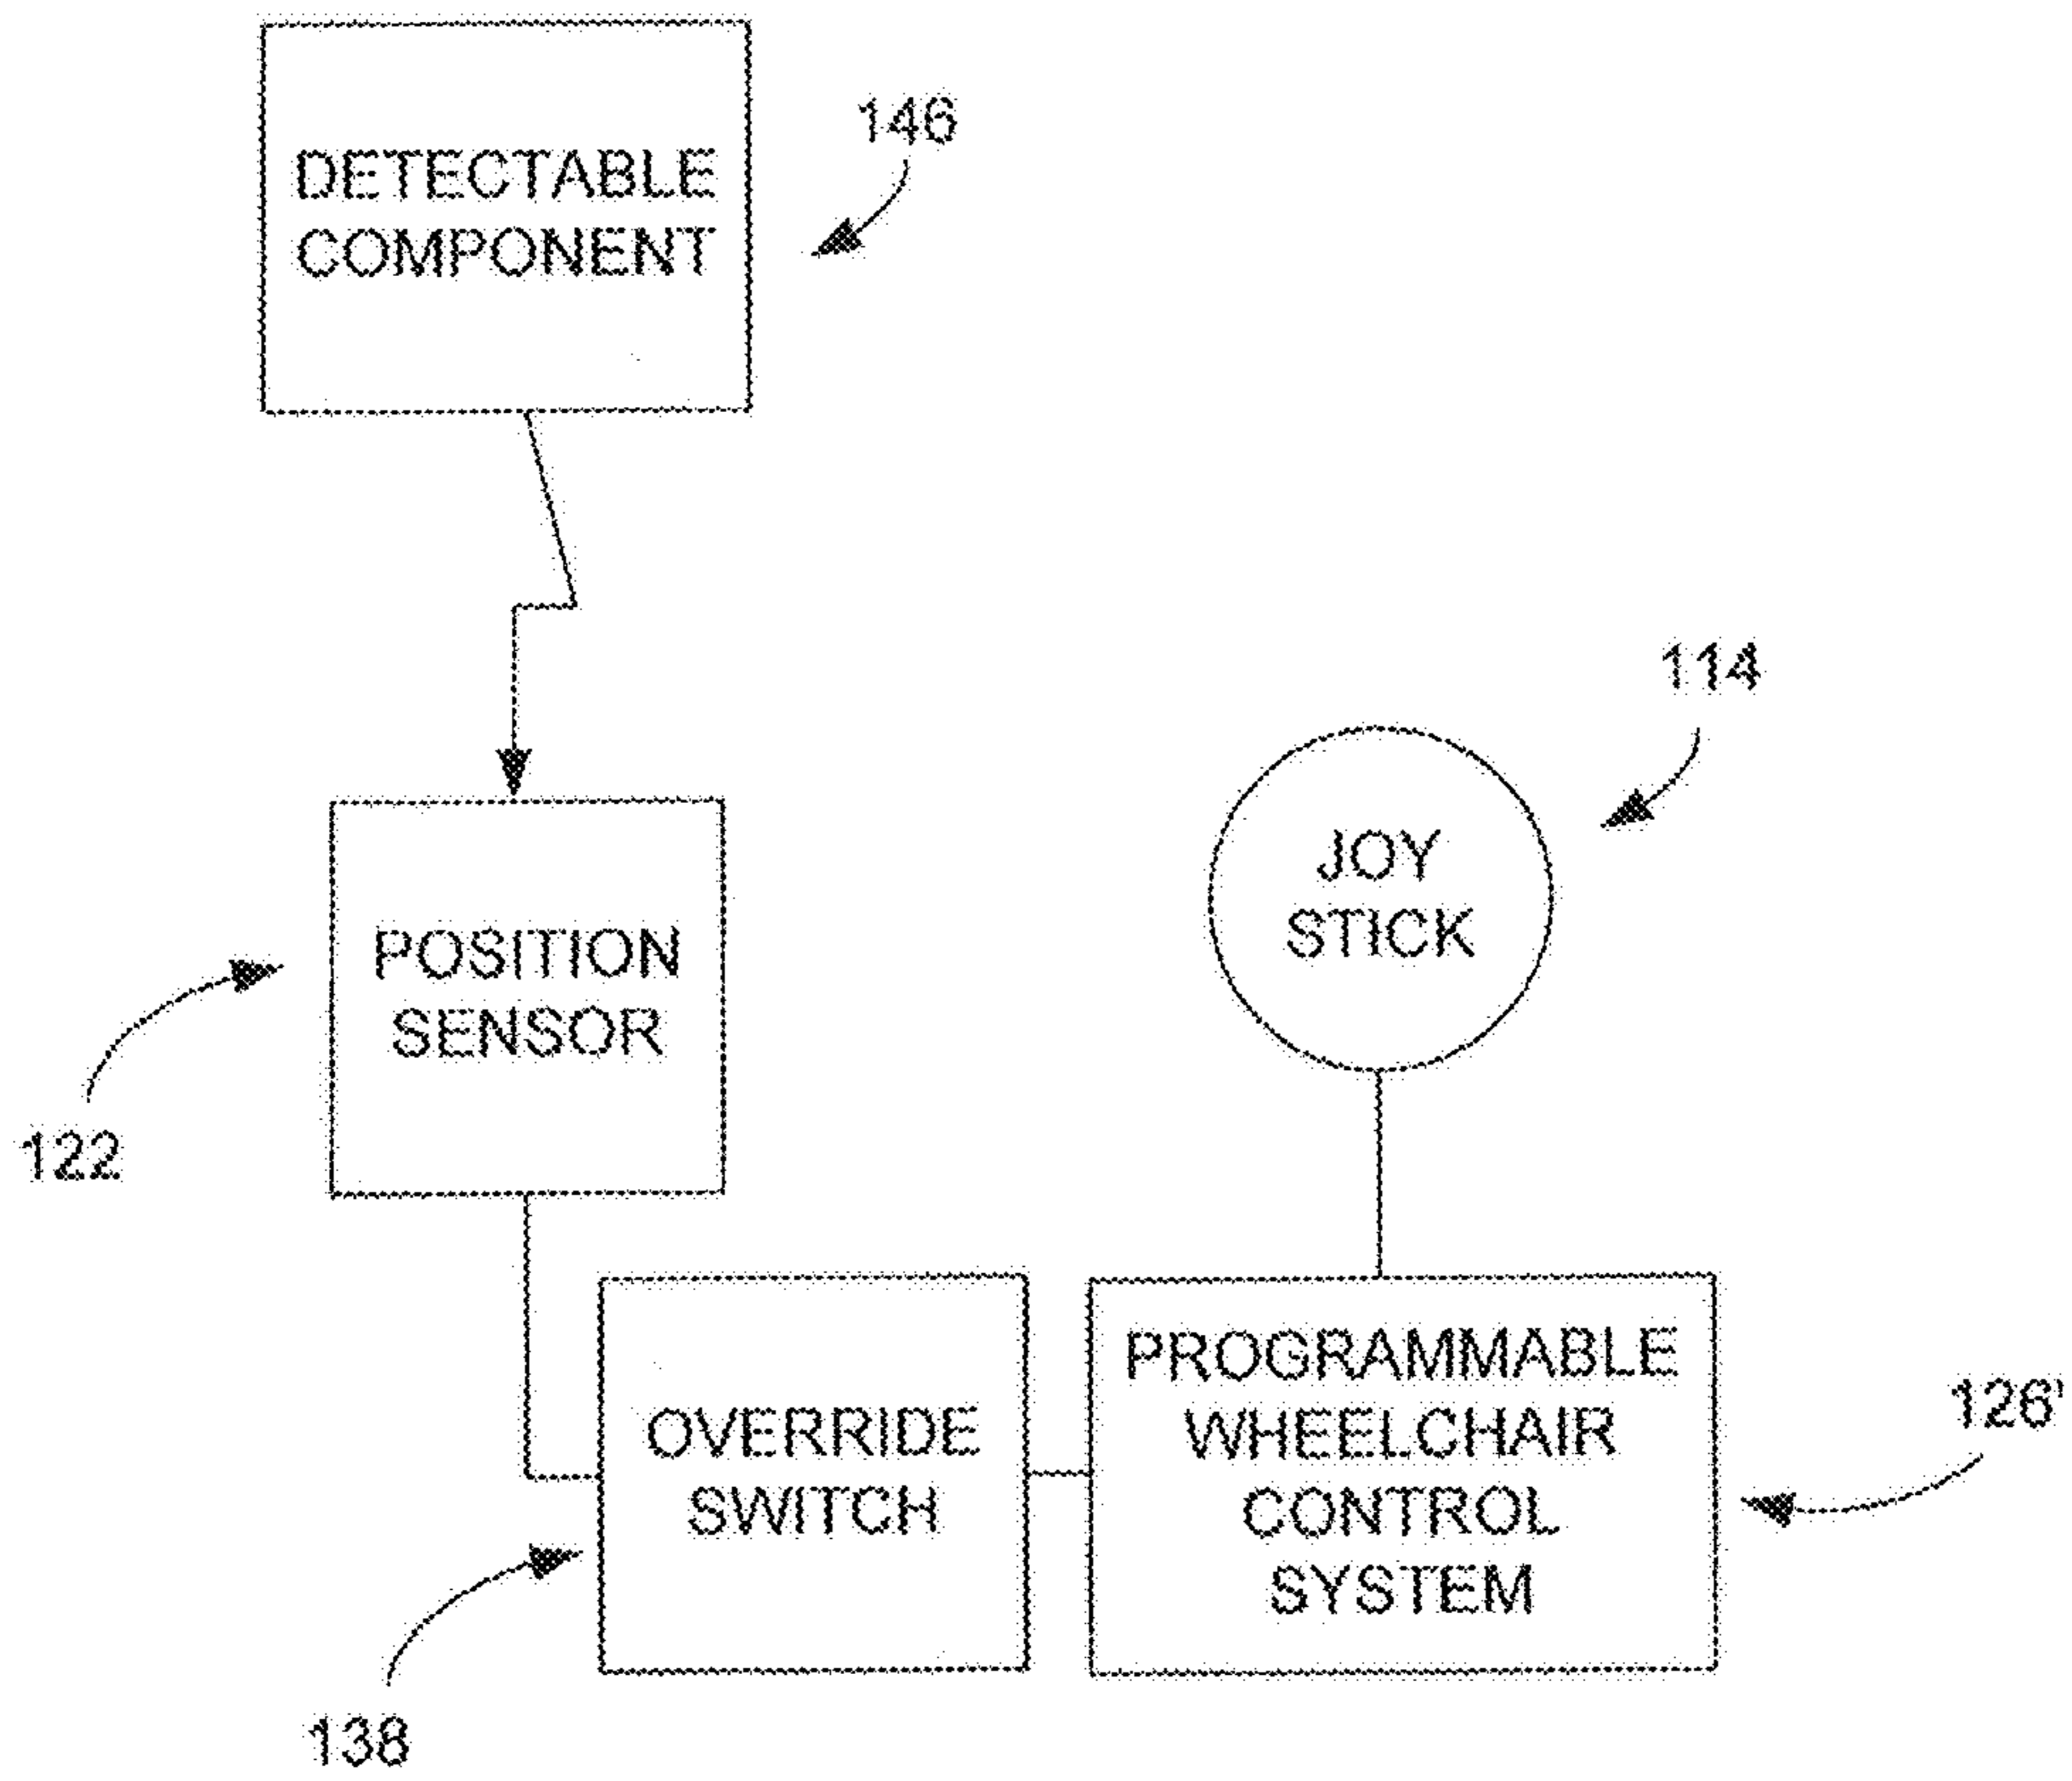 DETECTABLE
COMPONENT
146
114
JOY
STICK
POSITION
SENSOR
122
OVERRIDE
SWITCH
138
PROGRAMMABLE
WHEELCHAIR
CONTROL
SYSTEM
126'